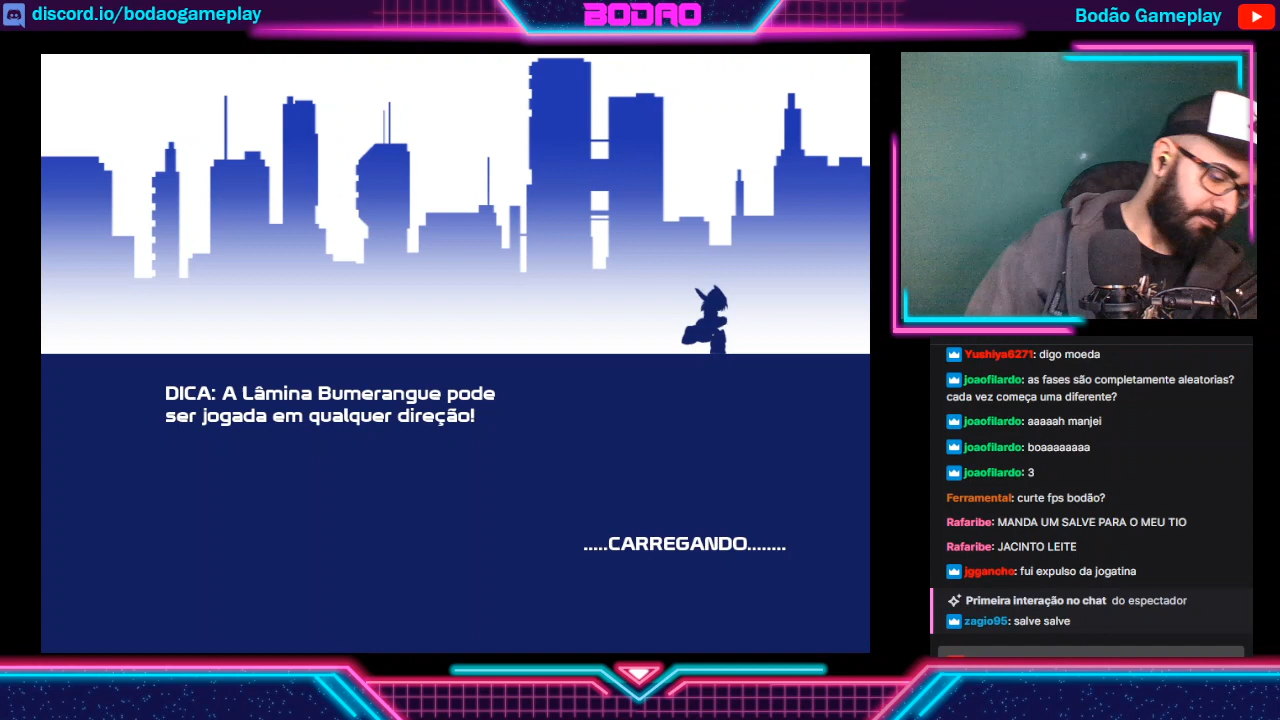 discord.io/bodaogameplay
BODAO
Bodão Gameplay
DICA: A Lâmina Bumerangue pode
ser jogada em qualquer direção!
.....CARREGANDO........
Yushiya6271: digo moeda
joaofilardo: as fases são completamente aleatorias?
cada vez começa uma diferente?
joaofilardo: aaaaah manjei
joaofilardo: boaaaaaaaa
joaofilardo: 3
Ferramental: curte fps bodão?
Rafaribe: MANDA UM SALVE PARA O MEU TIO
Rafaribe: JACINTO LEITE
jggancho: fui expulso da jogatina
Primeira interação no chat do espectador
zagio95: salve salve